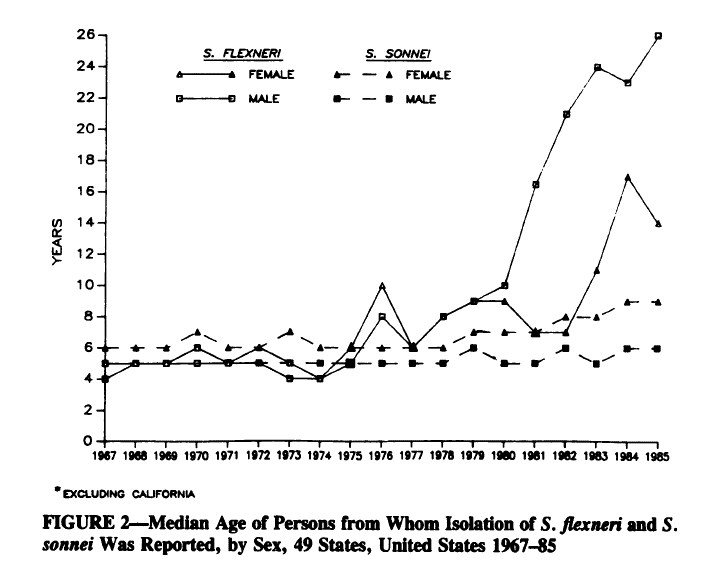 26
24
22
20
18
16
14
12
10
8
6
4
2
0
YEARS
S. FLEXNERI
FEMALE
MALE
S. SONNEI
FEMALE
MALE
1967 1968 1969 1970 1971 1972 1973 1974 1975 1976 1977 1978 1979 1980 1981 1982 1983 1984 1985
*EXCLUDING CALIFORNIA
FIGURE 2—Median Age of Persons from Whom Isolation of S. flexneri and S.
sonnei Was Reported, by Sex, 49 States, United States 1967–85